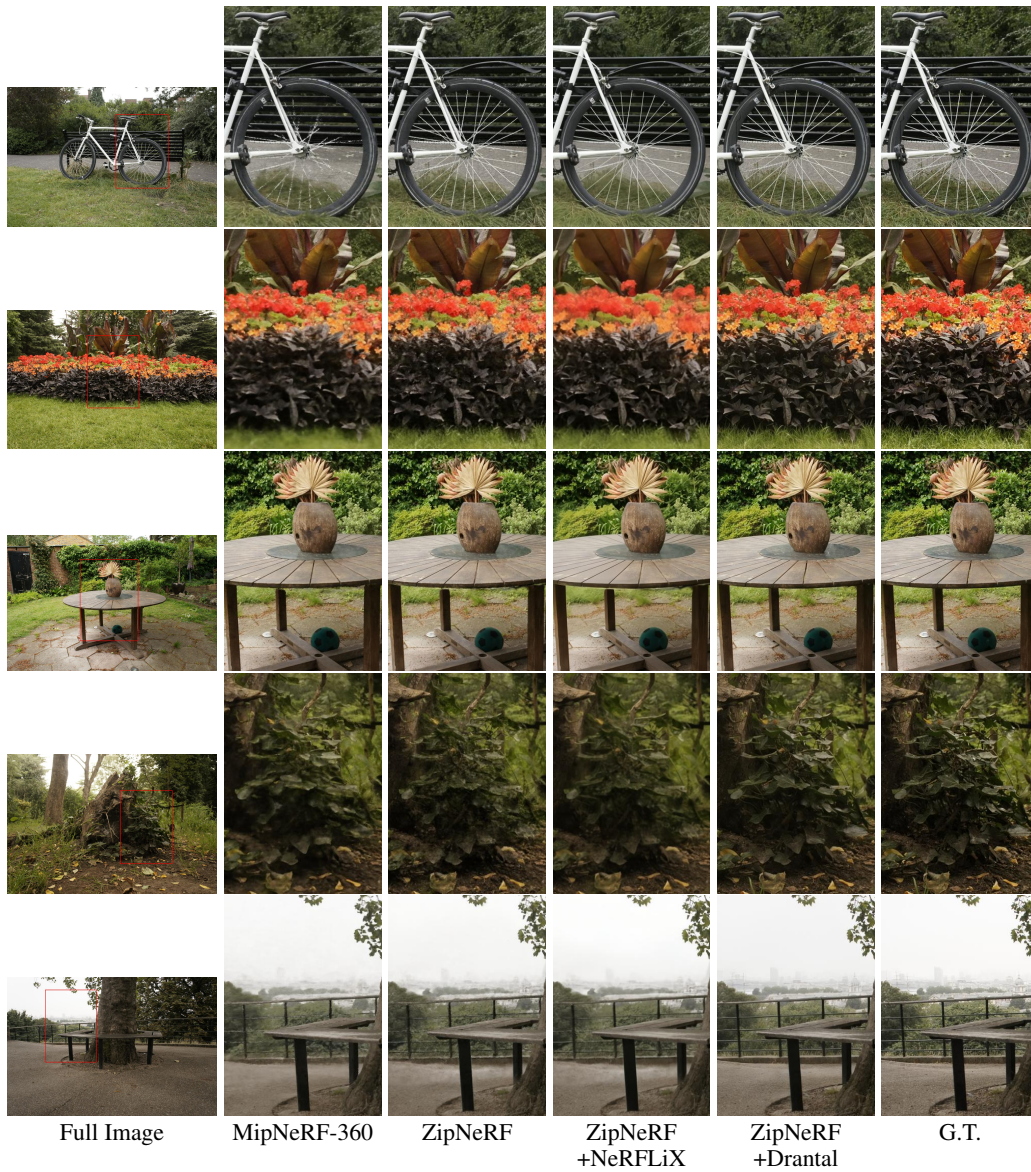 Full Image
MipNeRF-360
ZipNeRF
ZipNeRF
+NeRFLiX
ZipNeRF
+Drantal
G.T.